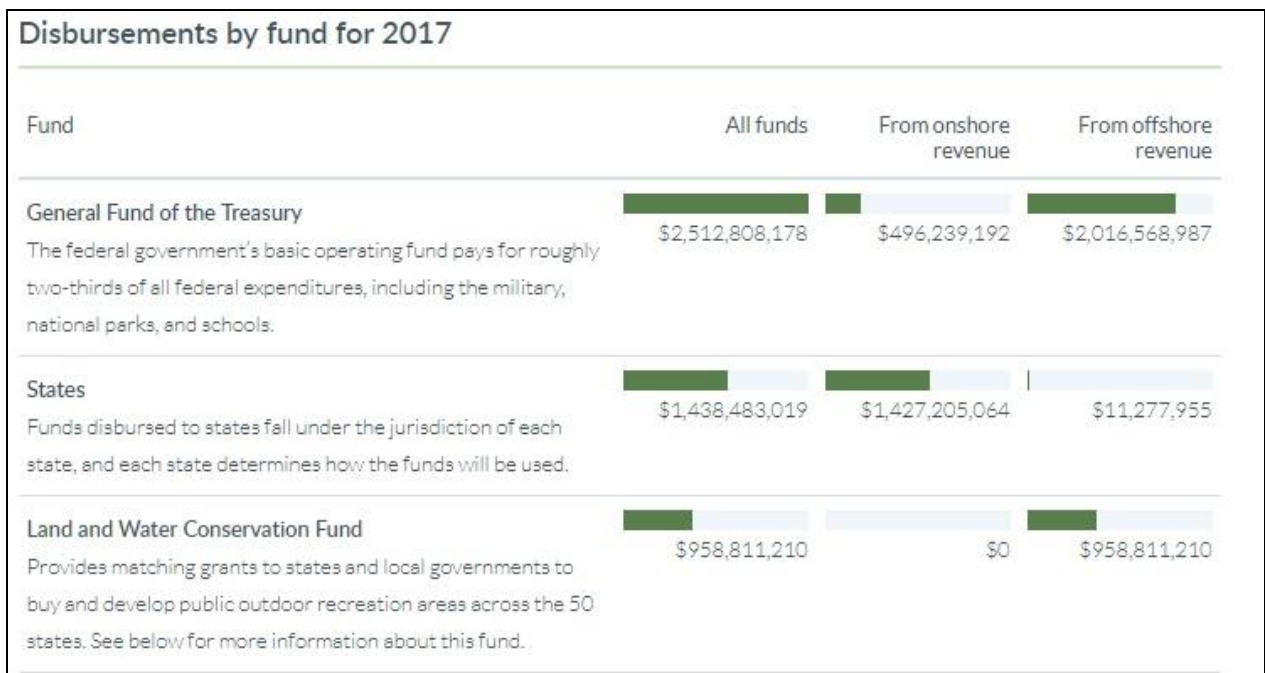 Disbursements by fund for 2017
Fund
All funds
From onshore
revenue
From offshore
revenue
General Fund of the Treasury
The federal government's basic operating fund pays for roughly
two-thirds of all federal expenditures, including the military,
national parks, and schools.
$2,512,808,178
$496,239,192
$2,016,568,987
States
Funds disbursed to states fall under the jurisdiction of each
state, and each state determines how the funds will be used.
$1,438,483,019
$1,427,205,064
$11,277,955
Land and Water Conservation Fund
Provides matching grants to states and local governments to
buy and develop public outdoor recreation areas across the 50
states. See below for more information about this fund.
$958,811,210
$0
$958,811,210